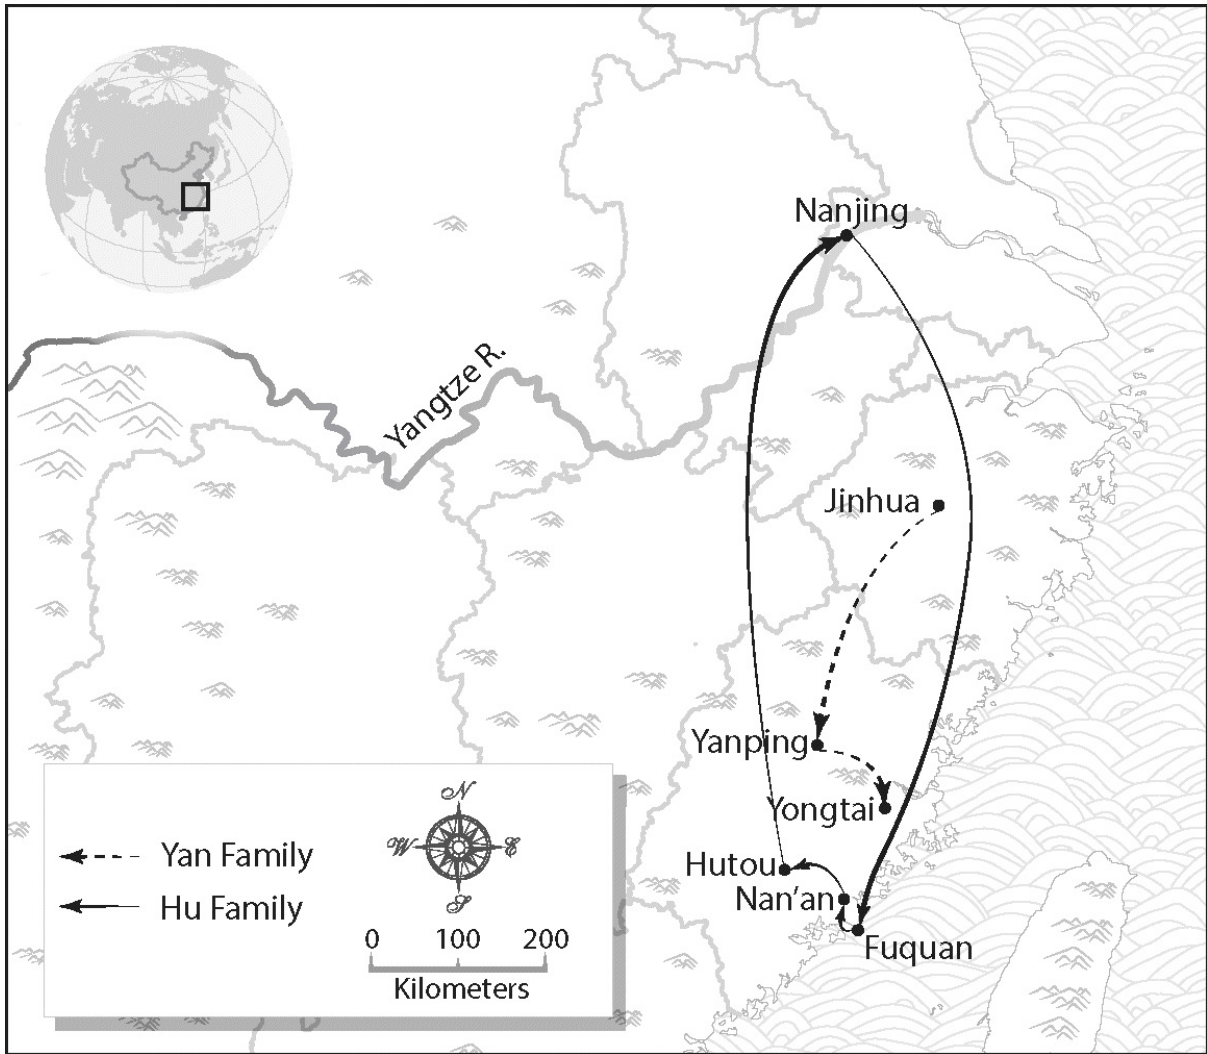 Nanjing
Yangtze R.
Jinhua
Yanping
Yongtai
Hutou
Nan'an
Fuquan
N
W
E
S
Yan Family
Hu Family
0 100 200
Kilometers